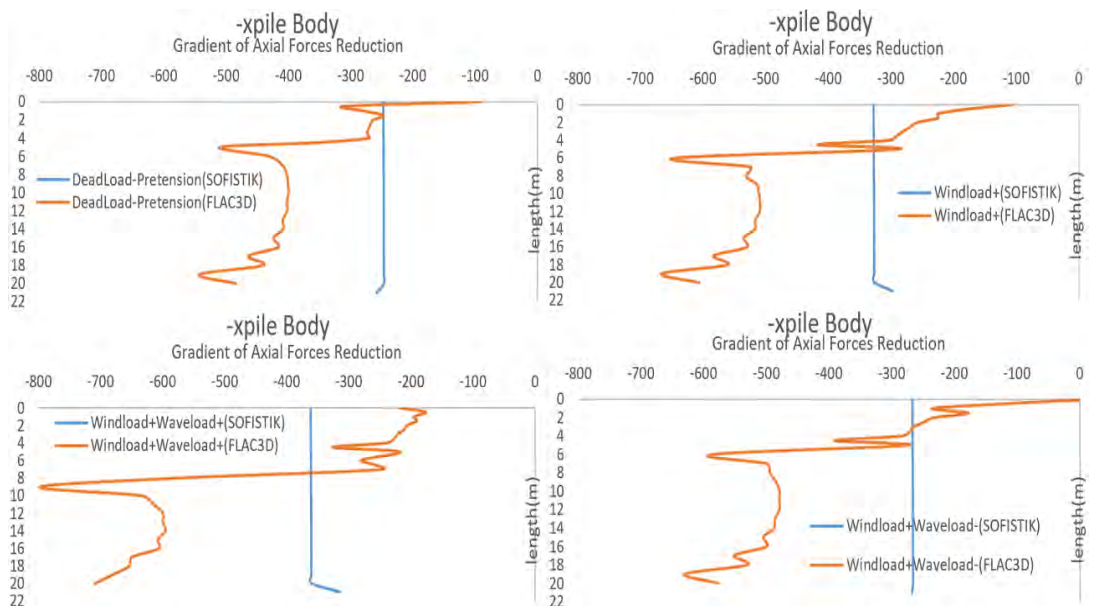 -xpile Body
Gradient of Axial Forces Reduction
-800 -700 -600 -500 -400 -300 -200 -100 0
0
2
4
6
8
10
12
14
16
18
20
22
length(m)
DeadLoad-Pretension(SOFISTIK)
DeadLoad-Pretension(FLAC3D)
-xpile Body
Gradient of Axial Forces Reduction
-800 -700 -600 -500 -400 -300 -200 -100 0
0
2
4
6
8
10
12
14
16
18
20
22
length(m)
Windload+(SOFISTIK)
Windload+(FLAC3D)
-xpile Body
Gradient of Axial Forces Reduction
-800 -700 -600 -500 -400 -300 -200 -100 0
0
2
4
6
8
10
12
14
16
18
20
22
length(m)
Windload+Waveload+(SOFISTIK)
Windload+Waveload+(FLAC3D)
-xpile Body
Gradient of Axial Forces Reduction
-800 -700 -600 -500 -400 -300 -200 -100 0
0
2
4
6
8
10
12
14
16
18
20
22
length(m)
Windload+Waveload-(SOFISTIK)
Windload+Waveload-(FLAC3D)